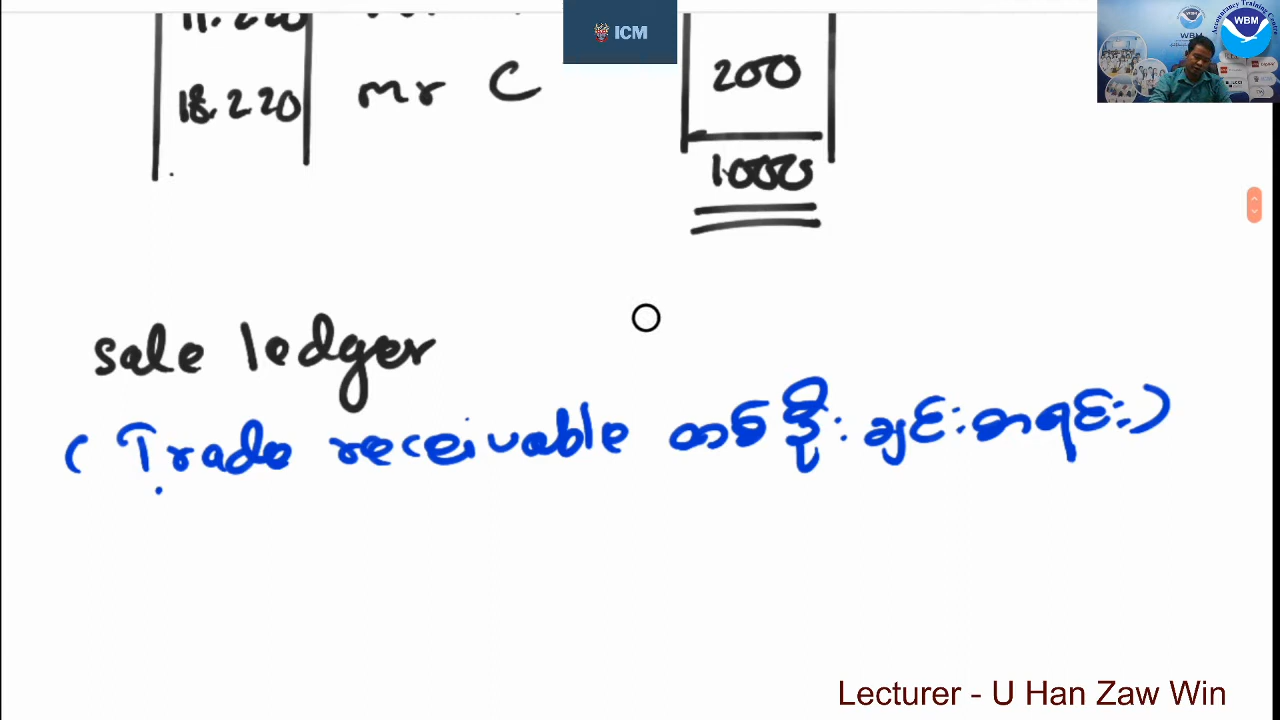 ICM
WBM
200
18.220 mr C
1000
sale ledger
( Trade receivable တစ်ဦးချင်းစာရင်း)
Lecturer - U Han Zaw Win